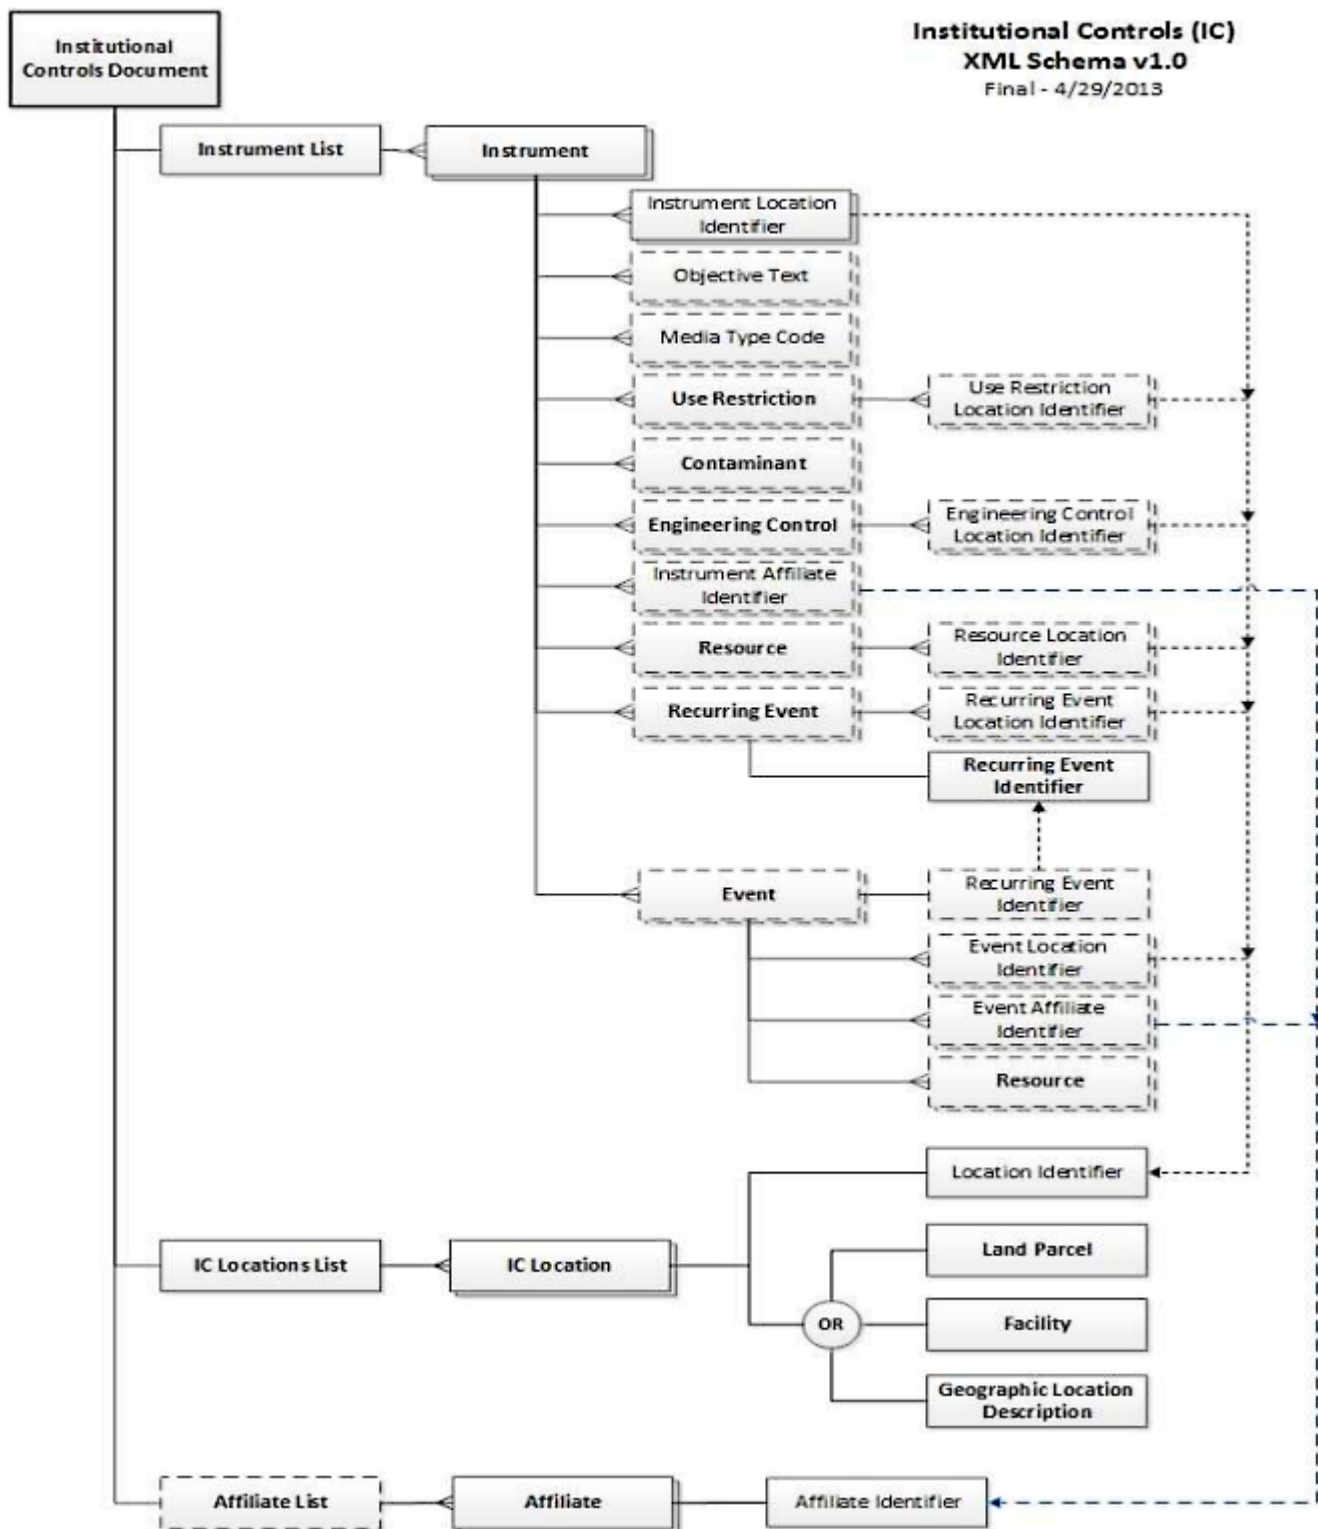 Institutional
Controls Document
Institutional Controls (IC)
XML Schema v1.0
Final - 4/29/2013
Instrument List
Instrument
Instrument Location
Identifier
Objective Text
Media Type Code
Use Restriction
Use Restriction
Location Identifier
Contaminant
Engineering Control
Engineering Control
Location Identifier
Instrument Affiliate
Identifier
Resource
Resource Location
Identifier
Recurring Event
Recurring Event
Location Identifier
Recurring Event
Identifier
Event
Recurring Event
Identifier
Event Location
Identifier
Event Affiliate
Identifier
Resource
Location Identifier
IC Locations List
IC Location
Land Parcel
OR
Facility
Geographic Location
Description
Affiliate List
Affiliate
Affiliate Identifier